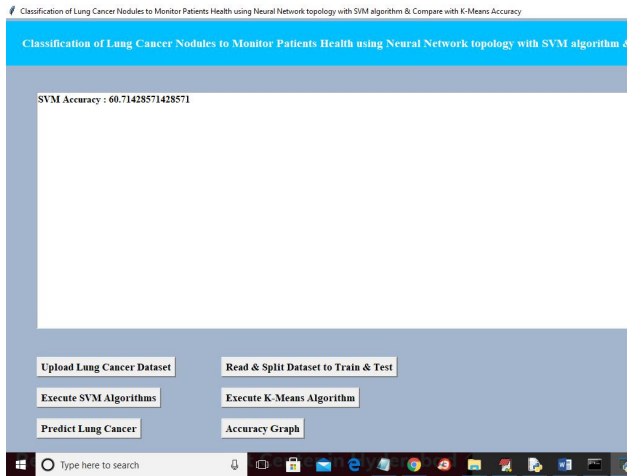 Classification of Lung Cancer Nodules to Monitor Patients Health using Neural Network topology with SVM algorithm & Compare with K-Means Accuracy
Classification of Lung Cancer Nodules to Monitor Patients Health using Neural Network topology with SVM algorithm &
SVM Accuracy : 60.71428571428571
Upload Lung Cancer Dataset
Read & Split Dataset to Train & Test
Execute SVM Algorithms
Execute K-Means Algorithm
Predict Lung Cancer
Accuracy Graph
Type here to search